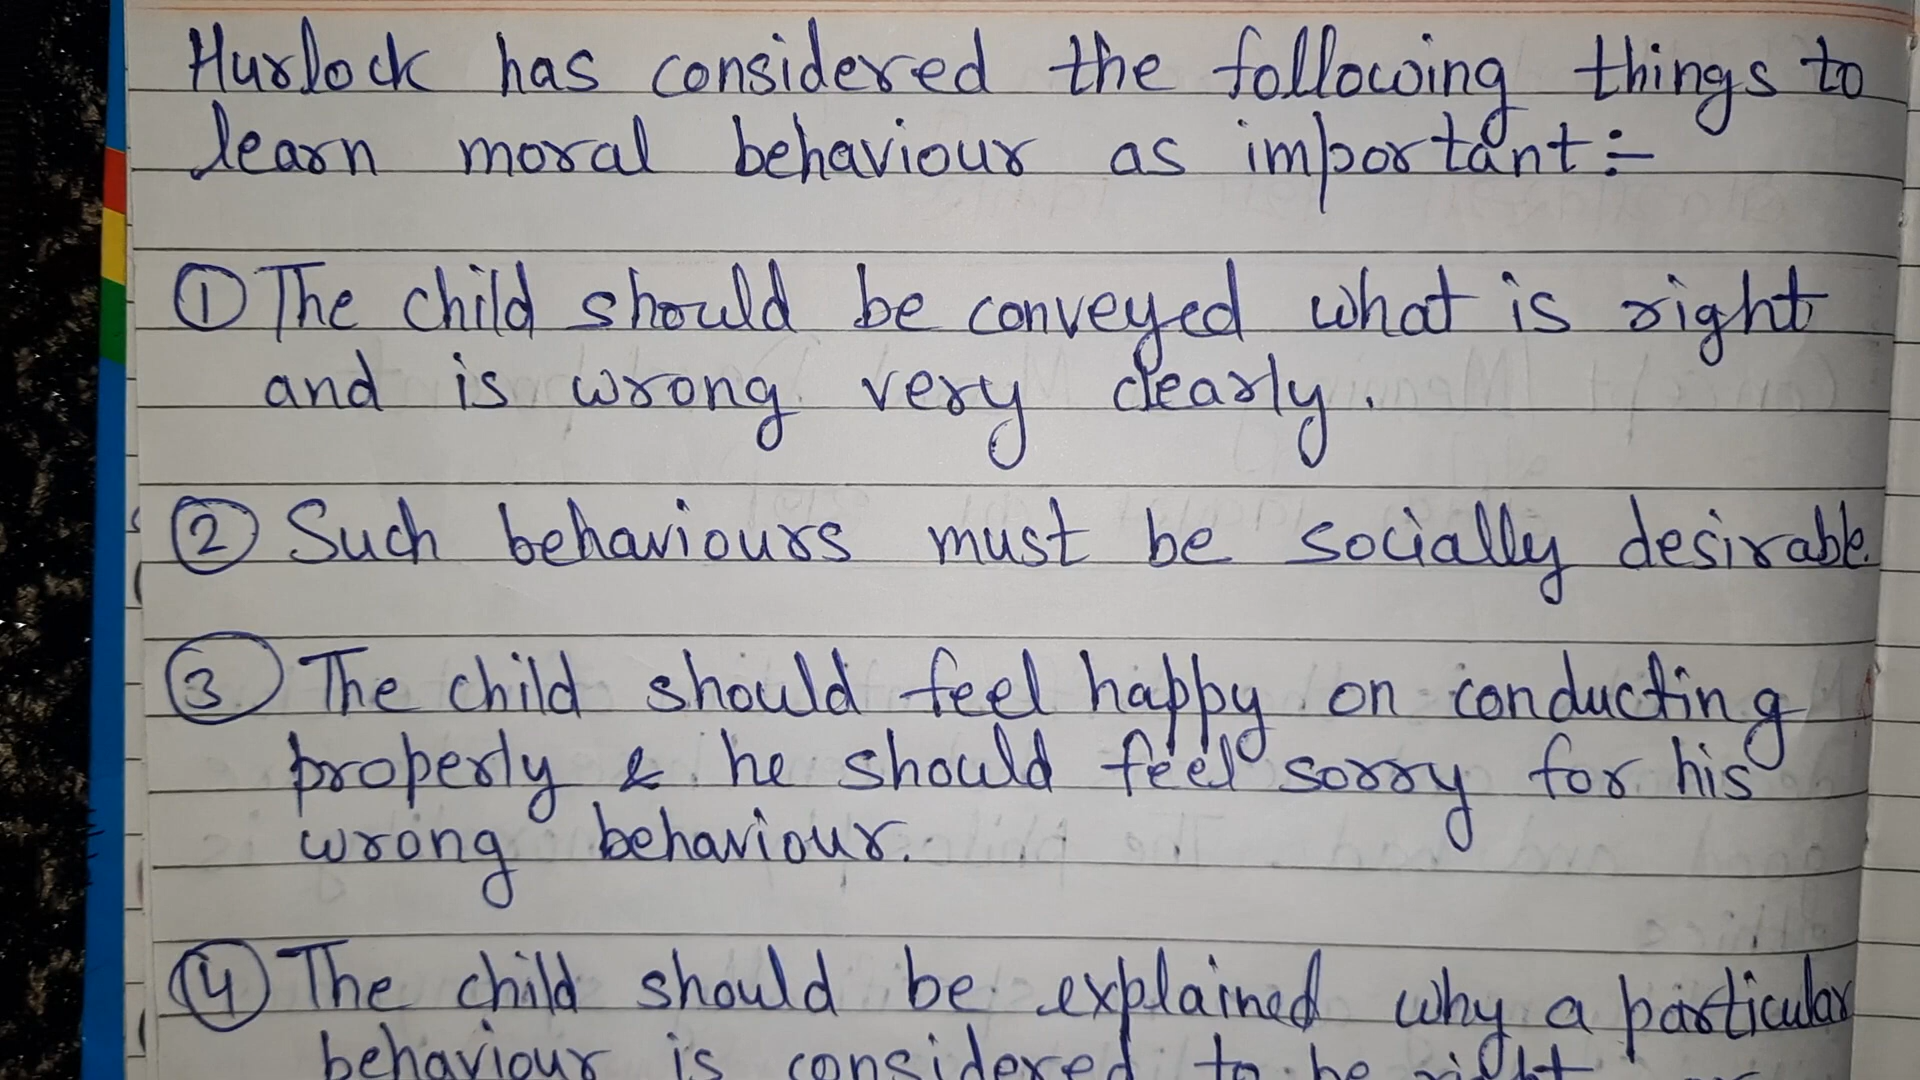 Hurlock has considered the following things to
learn moral behaviour as important :-
① The child should be conveyed what is right
and is wrong very clearly.
② Such behaviours must be socially desirable.
③ The child should feel happy on conducting
properly & he should feel sorry for his
wrong behaviour.
④ The child should be explained why a particular
behaviour is considered to be right